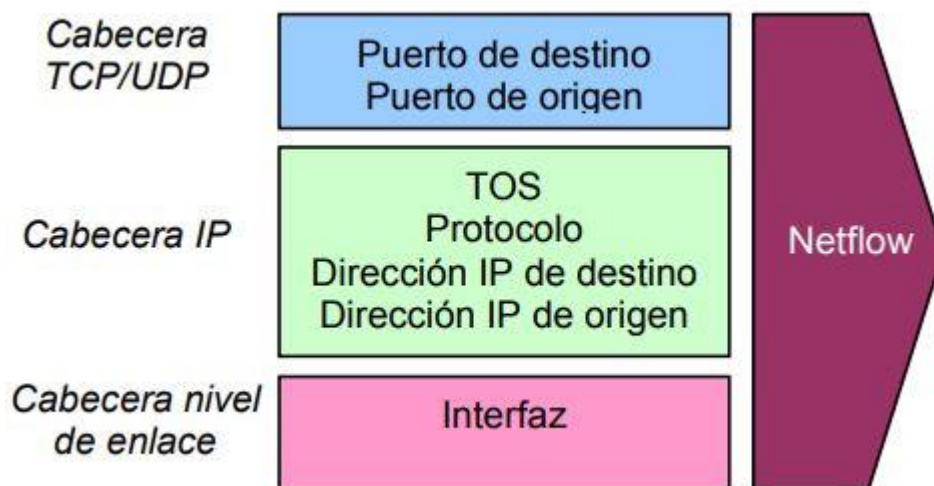 Cabecera
TCP/UDP
Puerto de destino
Puerto de origen
Cabecera IP
TOS
Protocolo
Dirección IP de destino
Dirección IP de origen
Netflow
Cabecera nivel
de enlace
Interfaz